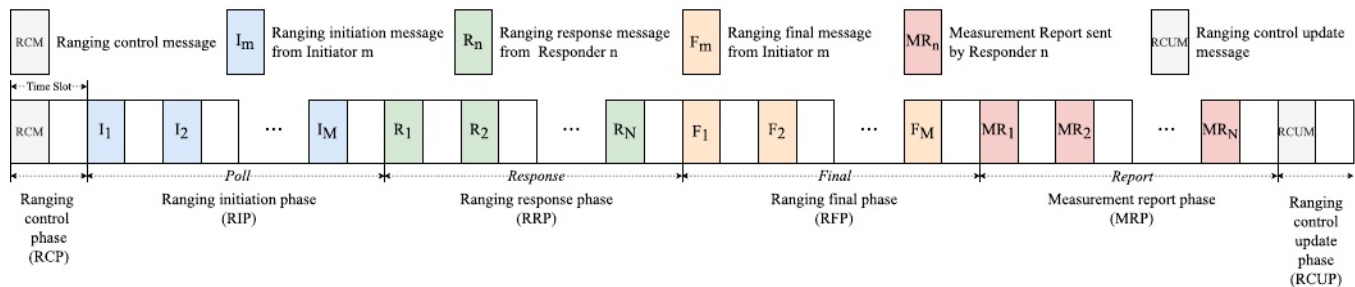 RCM
Ranging control message
Im
Ranging initiation message
from Initiator m
Rn
Ranging response message
from Responder n
Fm
Ranging final message
from Initiator m
MRn
Measurement Report sent
by Responder n
RCUM
Ranging control update
message
Time Slot
RCM
I1
I2
...
IM
R1
R2
...
RN
F1
F2
...
FM
MR1
MR2
...
MRN
RCUM
Poll
Response
Final
Report
Ranging
control
phase
(RCP)
Ranging initiation phase
(RIP)
Ranging response phase
(RRP)
Ranging final phase
(RFP)
Measurement report phase
(MRP)
Ranging
control
update
phase
(RCUP)